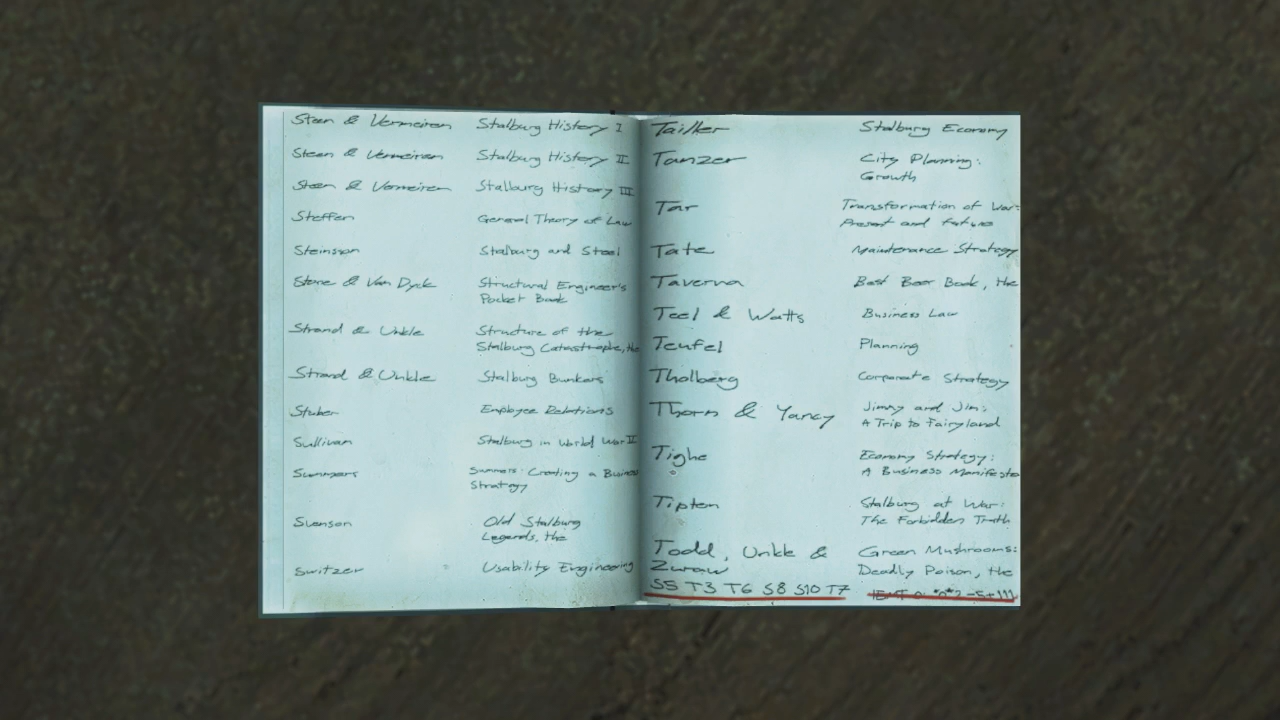 Steen & Vermeiren Stalburg History I
Steen & Vermeiren Stalburg History II
Steen & Vermeiren Stalburg History III
Steffen General Theory of Law
Steinsson Stalburg and Steel
Stone & Van Dyck Structural Engineer's
Pocket Book
Strand & Unkle Structure of the
Stalburg Catastrophe, the
Strand & Unkle Stalburg Bunkers
Stuber Employee Relations
Sullivan Stalburg in World War II
Summers Summers: Creating a Business
Strategy
Svenson Old Stalburg
Legends, the
Switzer Usability Engineering
Tailker Stalburg Economy
Tanzer City Planning:
Growth
Tar Transformation of War:
Present and future
Tate Maintenance Strategy
Taverna Best Beer Book, the
Teel & Watts Business Law
Teufel Planning
Tholberg Corporate Strategy
Thorn & Yancy Jimmy and Jim:
A Trip to Fairyland
Tighe Economy Strategy:
A Business Manifesto
Tipten Stalburg at War:
The Forbidden Truth
Todd, Unkle & Green Mushrooms:
Zuraw Deadly Poison, the
S5 T3 T6 S8 S10 T7